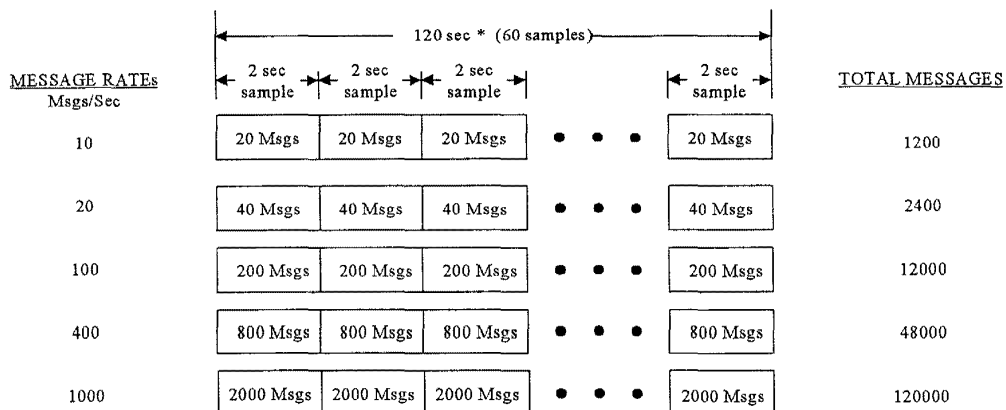 120 sec * (60 samples)
MESSAGE RATEs
Msgs/Sec
2 sec sample
2 sec sample
2 sec sample
2 sec sample
TOTAL MESSAGES
10 20 Msgs 20 Msgs 20 Msgs 20 Msgs 1200
20 40 Msgs 40 Msgs 40 Msgs 40 Msgs 2400
100 200 Msgs 200 Msgs 200 Msgs 200 Msgs 12000
400 800 Msgs 800 Msgs 800 Msgs 800 Msgs 48000
1000 2000 Msgs 2000 Msgs 2000 Msgs 2000 Msgs 120000